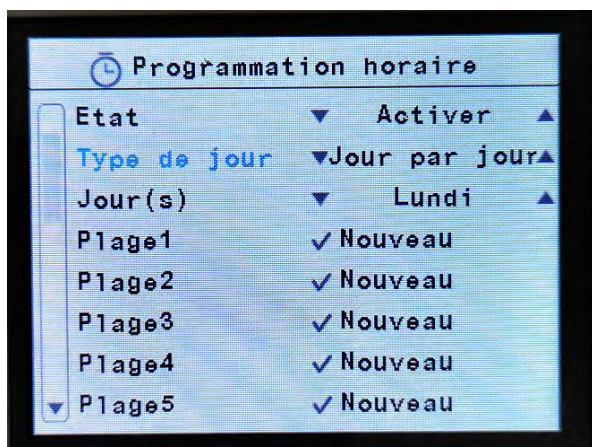 Programmation horaire
Etat Activer
Type de jour Jour par jour
Jour(s) Lundi
Plage1 Nouveau
Plage2 Nouveau
Plage3 Nouveau
Plage4 Nouveau
Plage5 Nouveau